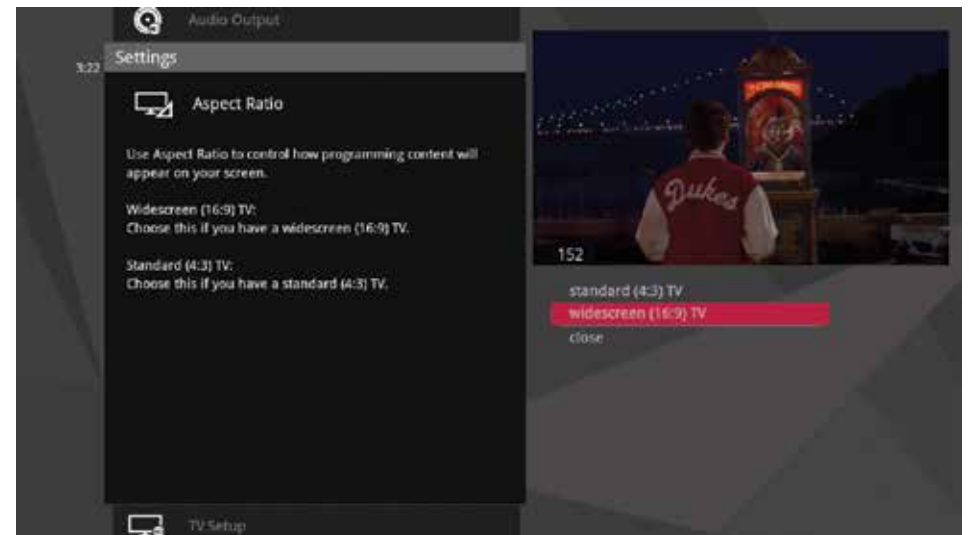 Audio Output
Settings
3:22
Aspect Ratio
Use Aspect Ratio to control how programming content will
appear on your screen.
Widescreen (16:9) TV:
Choose this if you have a widescreen (16:9) TV.
Standard (4:3) TV:
Choose this if you have a standard (4:3) TV.
TV Setup
Dukes
152
standard (4:3) TV
widescreen (16:9) TV
close